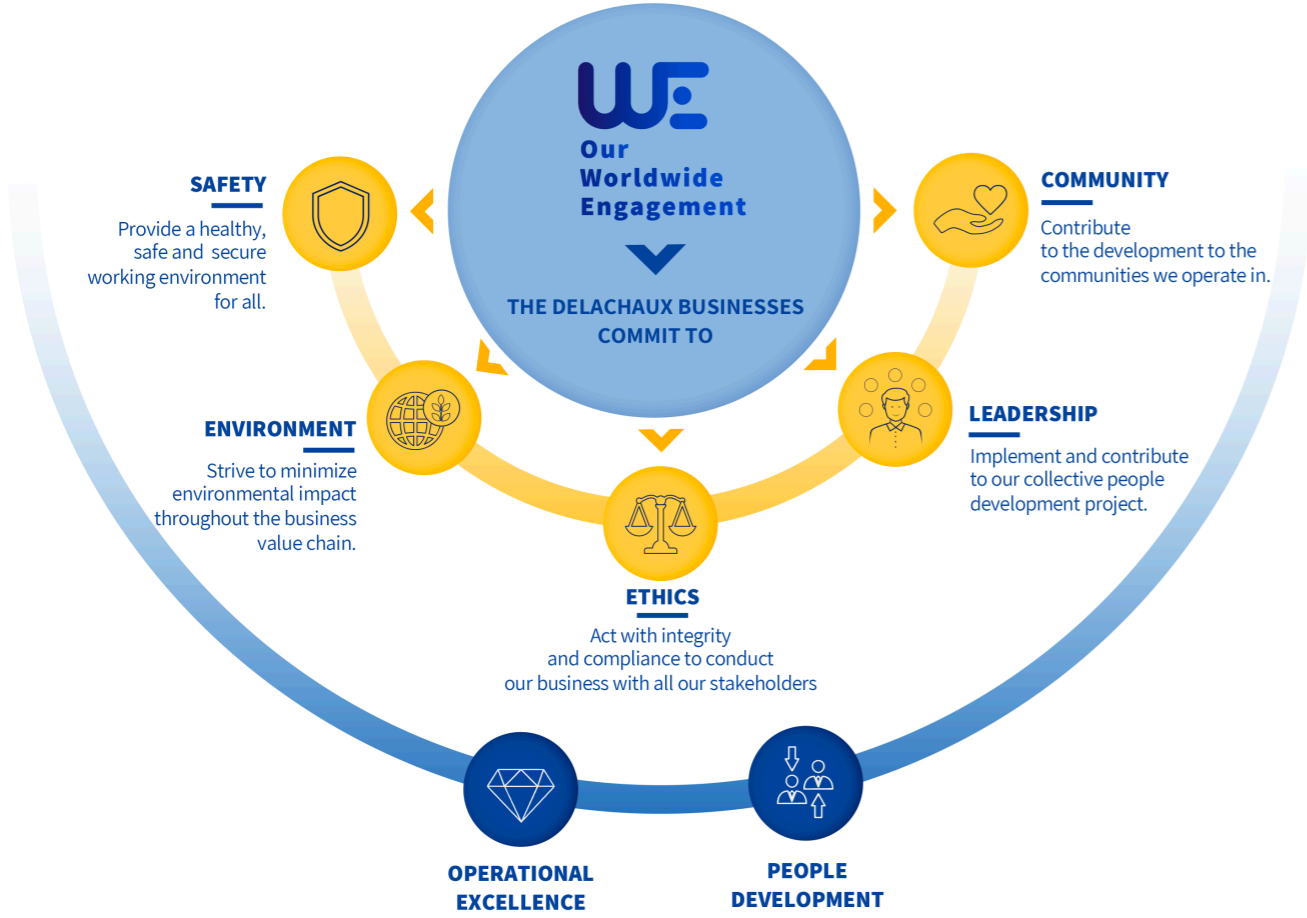 WE
Our
Worldwide
Engagement
THE DELACHAUX BUSINESSES
COMMIT TO
SAFETY
Provide a healthy,
safe and secure
working environment
for all.
ENVIRONMENT
Strive to minimize
environmental impact
throughout the business
value chain.
ETHICS
Act with integrity
and compliance to conduct
our business with all our stakeholders
LEADERSHIP
Implement and contribute
to our collective people
development project.
COMMUNITY
Contribute
to the development to the
communities we operate in.
OPERATIONAL
EXCELLENCE
PEOPLE
DEVELOPMENT